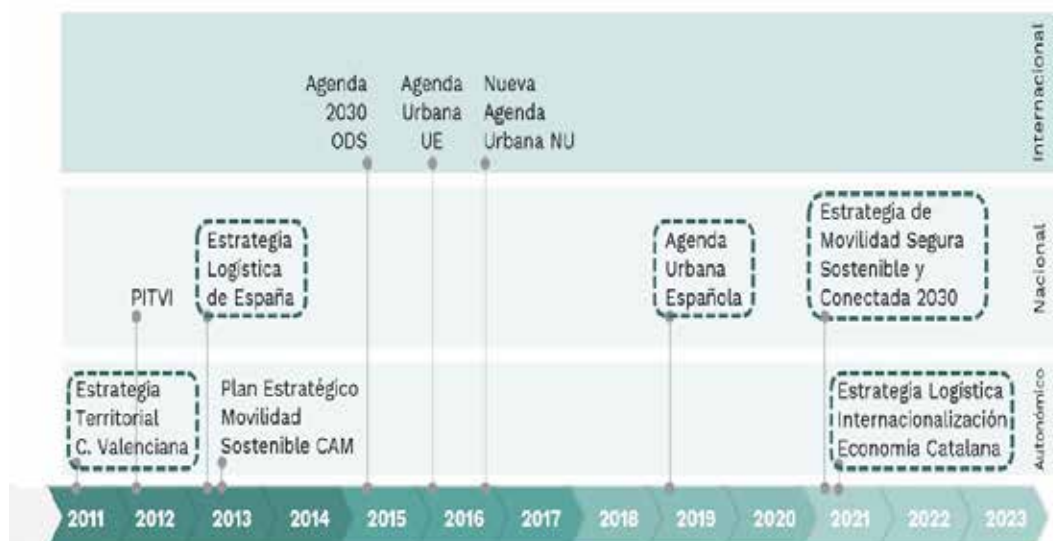 Internacional
Agenda
2030
ODS
Agenda
Urbana
UE
Nueva
Agenda
Urbana NU
Nacional
PITVI
Estrategia
Logística
de España
Agenda
Urbana
Española
Estrategia de
Movilidad Segura
Sostenible y
Conectada 2030
Autonómico
Estrategia
Territorial
C. Valenciana
Plan Estratégico
Movilidad
Sostenible CAM
Estrategia Logística
Internacionalización
Economía Catalana
2011 2012 2013 2014 2015 2016 2017 2018 2019 2020 2021 2022 2023